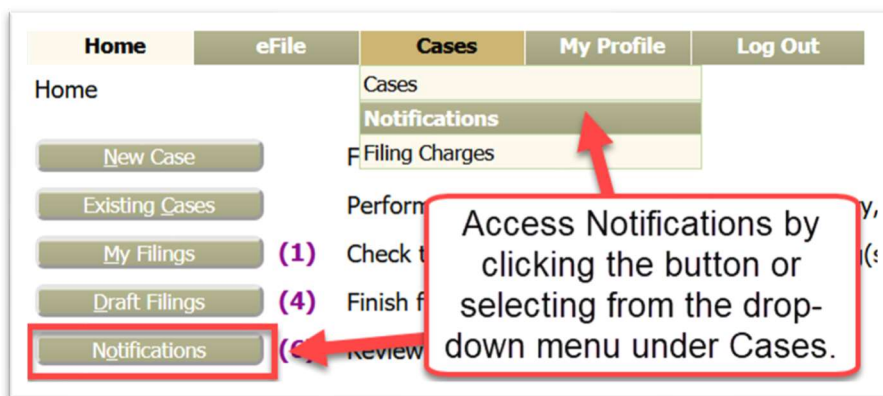 Home eFile Cases My Profile Log Out
Home
Cases
Notifications
Filing Charges
New Case F
Existing Cases Perform y,
My Filings (1) Check t
Draft Filings (4) Finish f
Notifications Review
Access Notifications by
clicking the button or
selecting from the drop-
down menu under Cases.